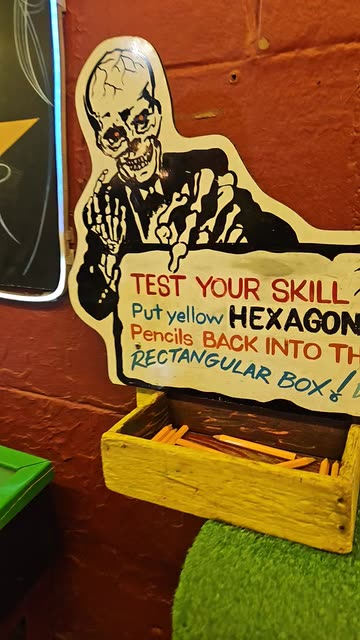 TEST YOUR SKILL
Put yellow HEXAGON
Pencils BACK INTO TH
RECTANGULAR BOX!